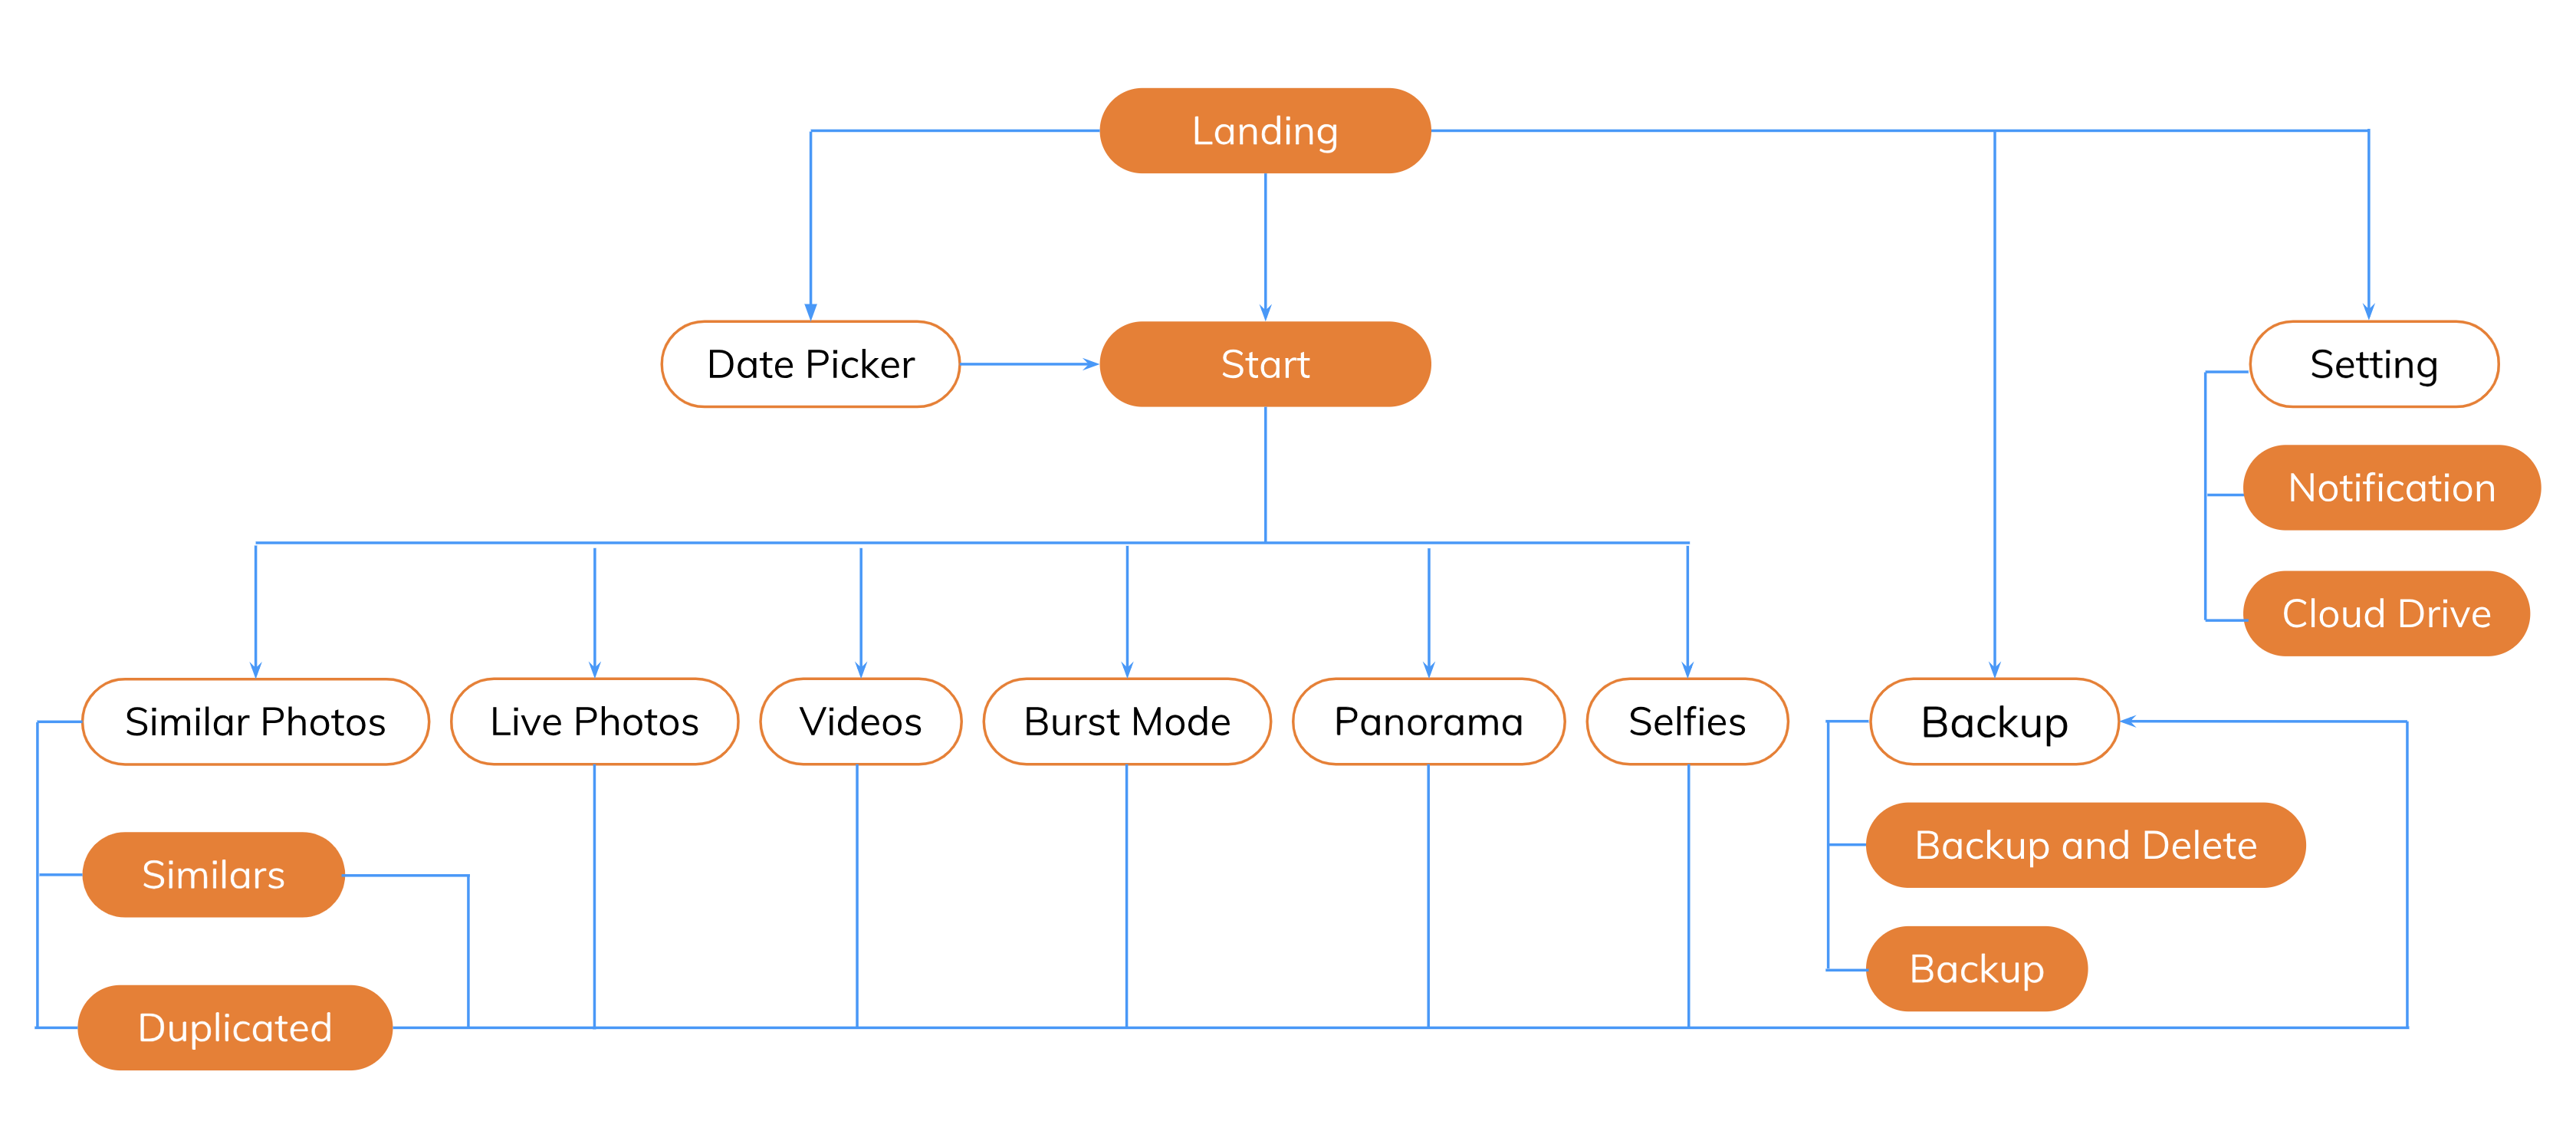 Landing
Date Picker
Start
Setting
Notification
Cloud Drive
Similar Photos
Live Photos
Videos
Burst Mode
Panorama
Selfies
Backup
Backup and Delete
Similars
Backup
Duplicated